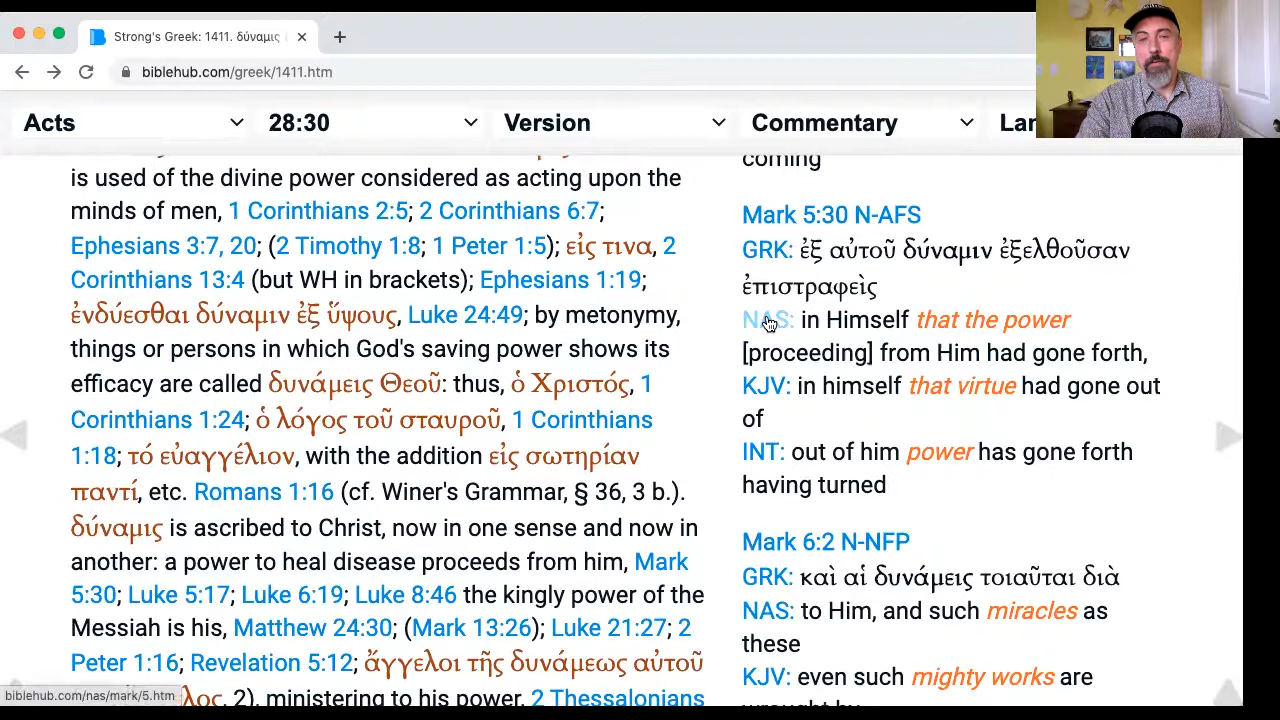 Strong's Greek: 1411. δύναμις
biblehub.com/greek/1411.htm
Acts
28:30
Version
Commentary
is used of the divine power considered as acting upon the
minds of men, 1 Corinthians 2:5; 2 Corinthians 6:7;
Ephesians 3:7, 20; (2 Timothy 1:8; 1 Peter 1:5); εἰς τινα, 2
Corinthians 13:4 (but WH in brackets); Ephesians 1:19;
ἐνδύεσθαι δύναμιν ἐξ ὕψους, Luke 24:49; by metonymy,
things or persons in which God's saving power shows its
efficacy are called δυνάμεις Θεοῦ: thus, ὁ Χριστός, 1
Corinthians 1:24; ὁ λόγος τοῦ σταυροῦ, 1 Corinthians
1:18; τό εὐαγγέλιον, with the addition εἰς σωτηρίαν
παντί, etc. Romans 1:16 (cf. Winer's Grammar, § 36, 3 b.).
δύναμις is ascribed to Christ, now in one sense and now in
another: a power to heal disease proceeds from him, Mark
5:30; Luke 5:17; Luke 6:19; Luke 8:46 the kingly power of the
Messiah is his, Matthew 24:30; (Mark 13:26); Luke 21:27; 2
Peter 1:16; Revelation 5:12; ἄγγελοι τῆς δυνάμεως αὐτοῦ
2), ministering to his power, 2 Thessalonians
biblehub.com/nas/mark/5.htm
coming
Mark 5:30 N-AFS
GRK: ἐξ αὐτοῦ δύναμιν ἐξελθοῦσαν
ἐπιστραφεὶς
NAS: in Himself that the power
[proceeding] from Him had gone forth,
KJV: in himself that virtue had gone out
of
INT: out of him power has gone forth
having turned
Mark 6:2 N-NFP
GRK: καὶ αἱ δυνάμεις τοιαῦται διὰ
NAS: to Him, and such miracles as
these
KJV: even such mighty works are
wrought by